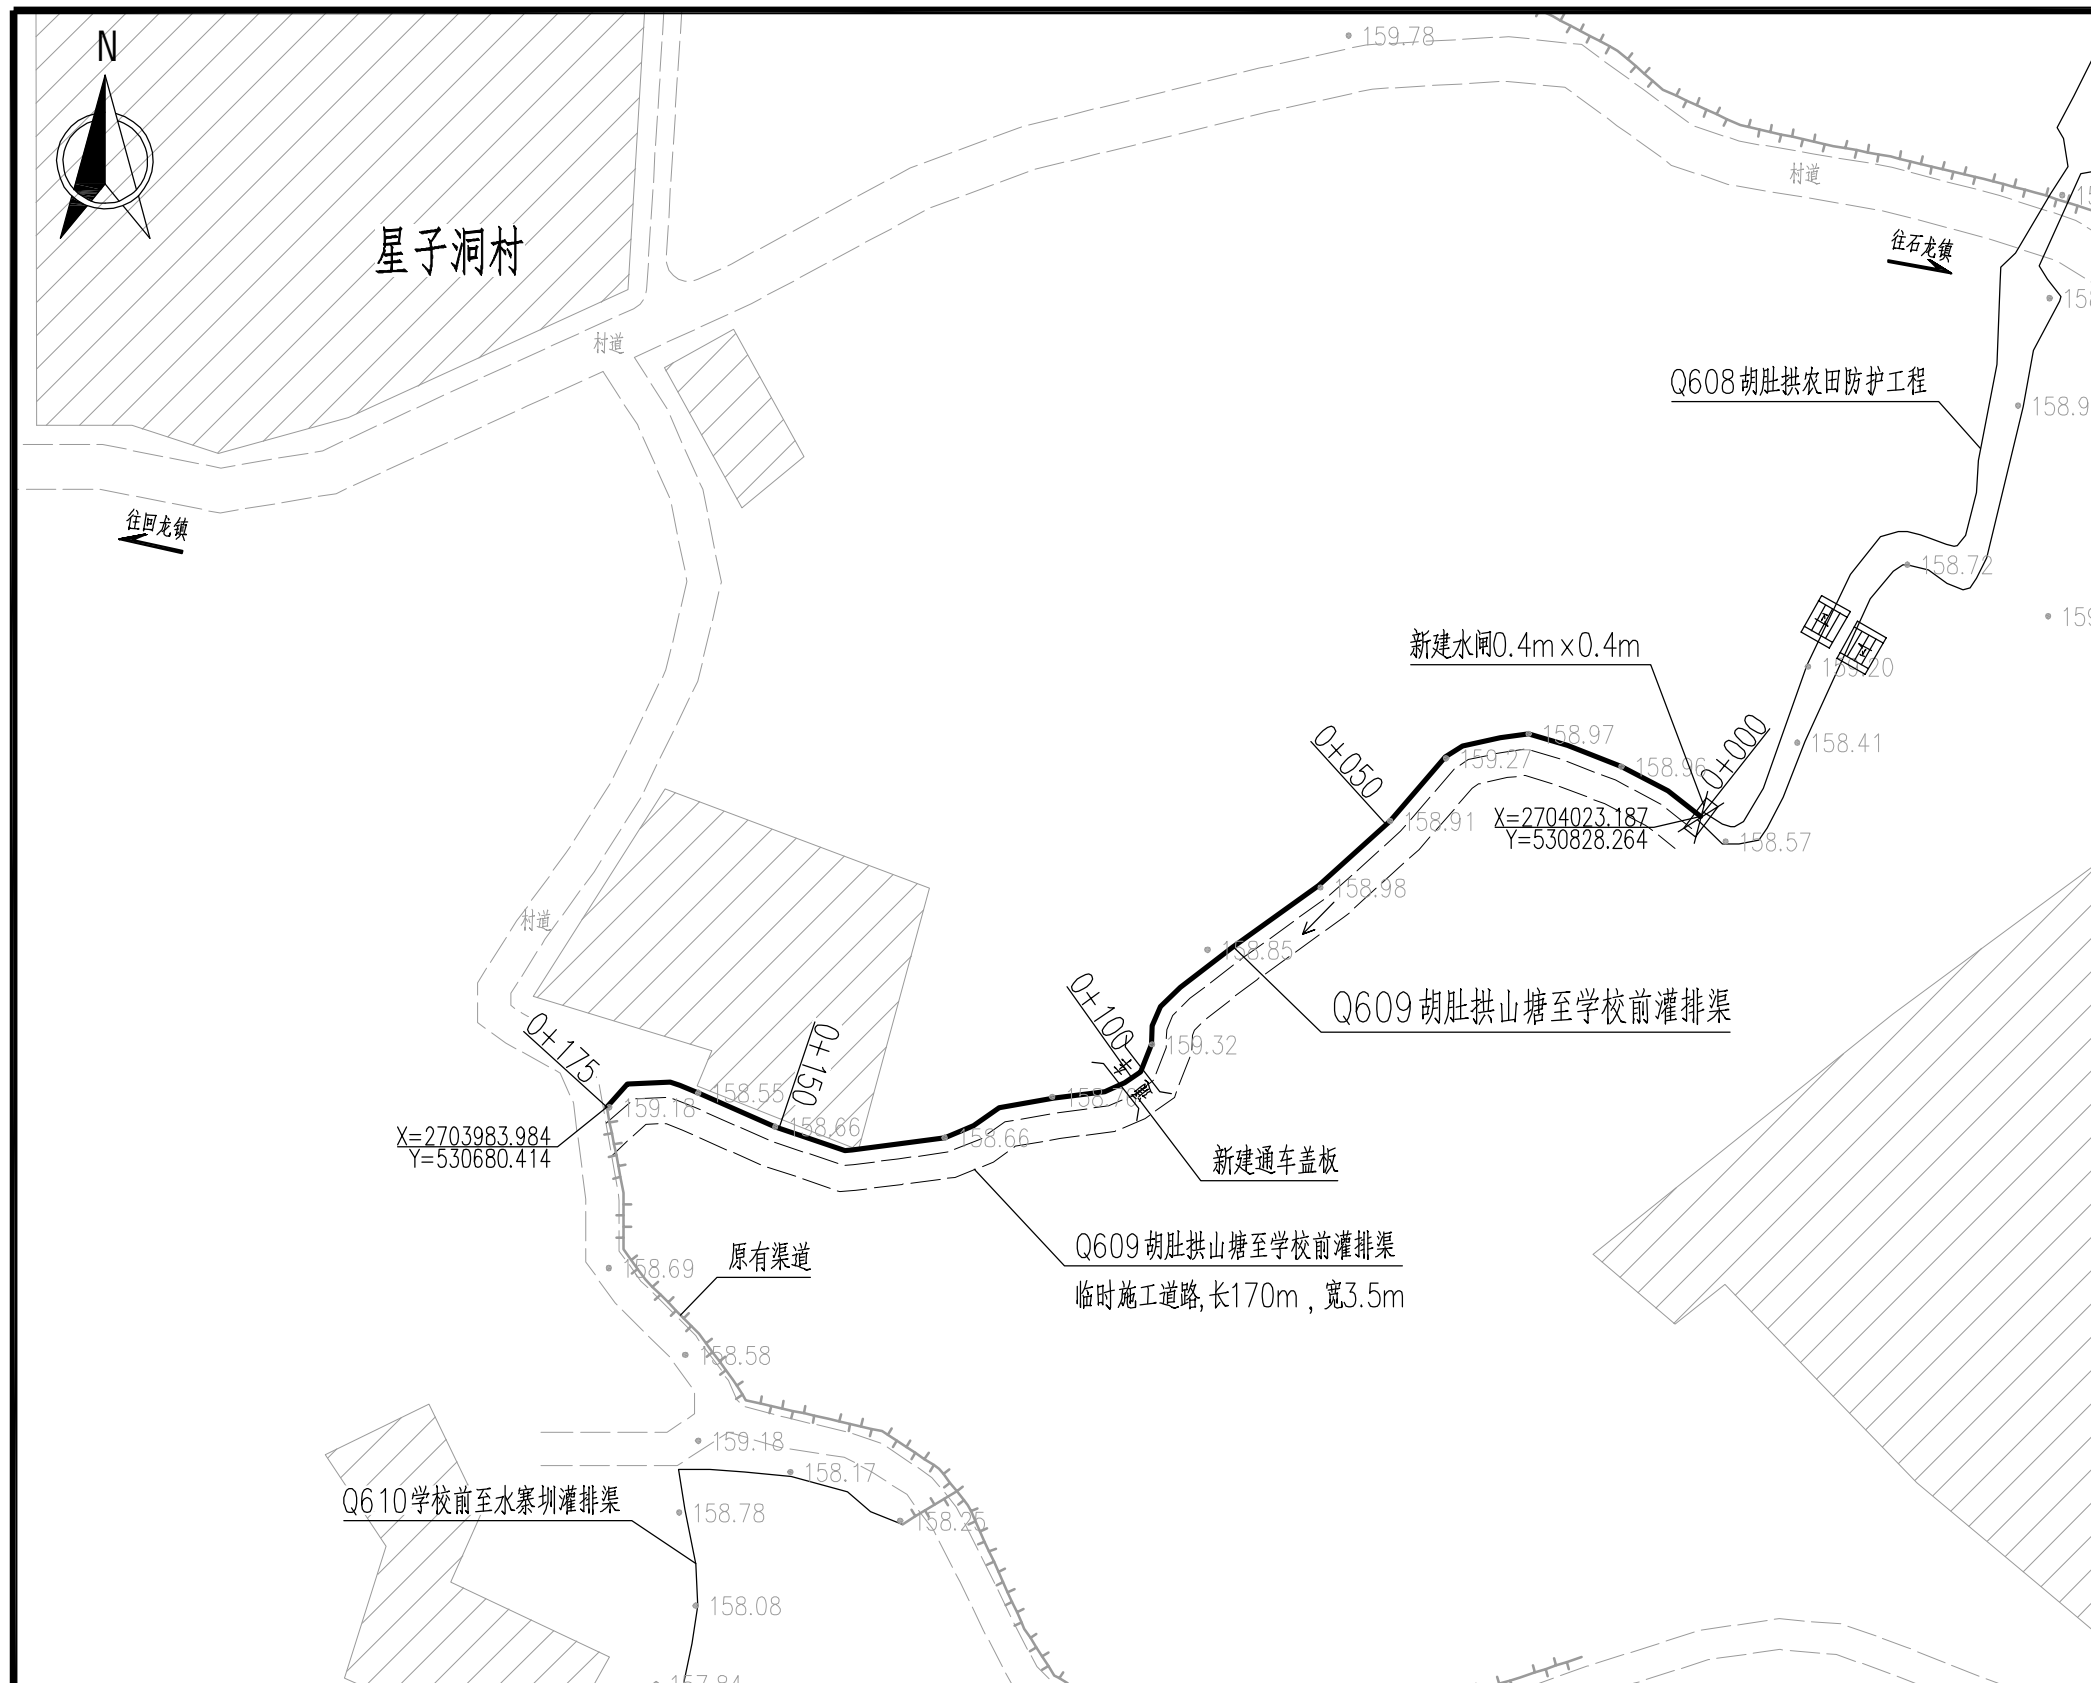 N
159.78
村道
星子洞村
往石龙镇
村道
Q608胡肚拱农田防护工程
158.9
往回龙镇
158.72
新建水闸0.4m×0.4m
159.20
0+000
158.97
158.41
0+050
159.27
158.96
X=2704023.187
Y=530828.264
158.91
158.57
158.98
村道
158.85
Q609胡肚拱山塘至学校前灌排渠
0+100
0+175
0+150
159.32
158.55
159.18
158.66
158.66
X=2703983.984
Y=530680.414
新建通车盖板
原有渠道
Q609胡肚拱山塘至学校前灌排渠
临时施工道路,长170m，宽3.5m
158.69
158.58
159.18
158.17
Q610学校前至水寨圳灌排渠
158.78
158.25
158.08
157.84